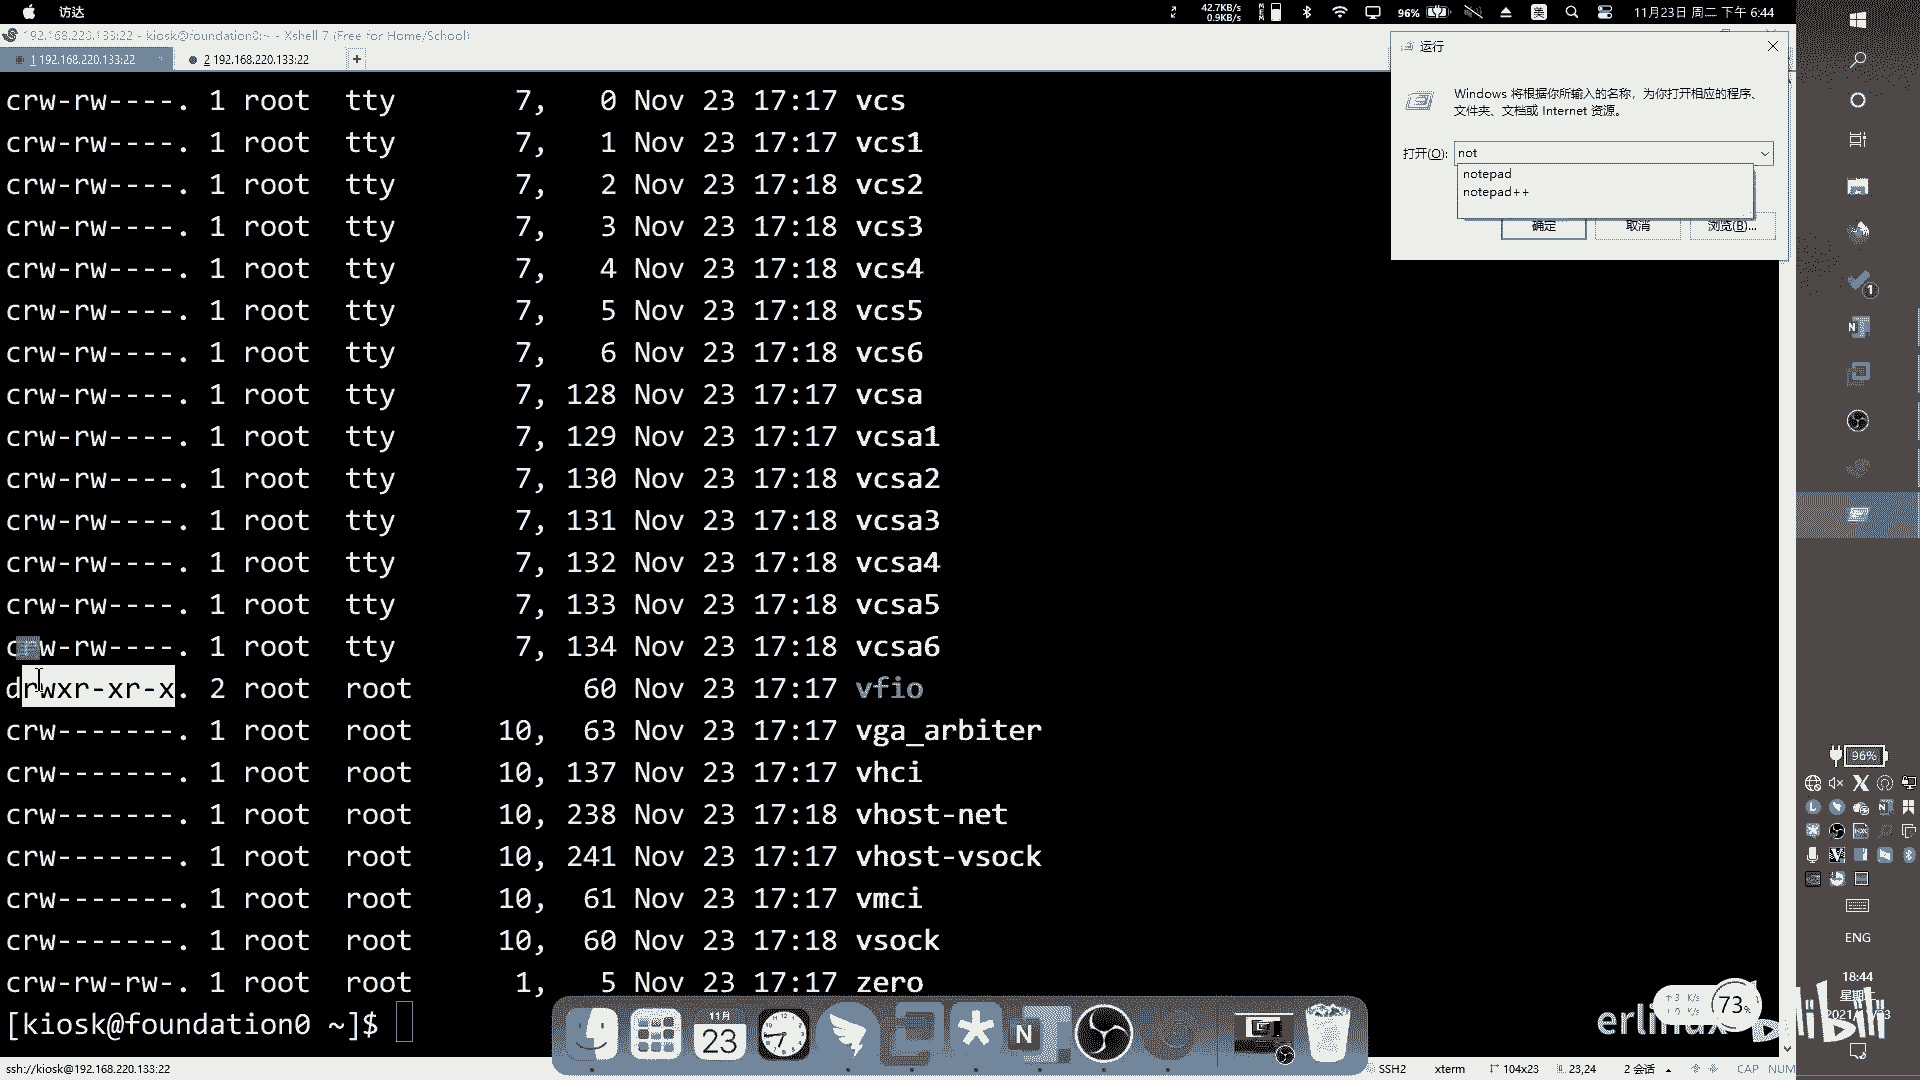 访达
42.7KB/s
0.9KB/s
96%
美
11月23日 周二 下午 6:44
192.168.220.133:22 - kiosk@foundation0:~ - Xshell 7 (Free for Home/School)
1 192.168.220.133:22
2 192.168.220.133:22
+
crw-rw----. 1 root tty 7, 0 Nov 23 17:17 vcs
crw-rw----. 1 root tty 7, 1 Nov 23 17:17 vcs1
crw-rw----. 1 root tty 7, 2 Nov 23 17:18 vcs2
crw-rw----. 1 root tty 7, 3 Nov 23 17:18 vcs3
crw-rw----. 1 root tty 7, 4 Nov 23 17:18 vcs4
crw-rw----. 1 root tty 7, 5 Nov 23 17:18 vcs5
crw-rw----. 1 root tty 7, 6 Nov 23 17:18 vcs6
crw-rw----. 1 root tty 7, 128 Nov 23 17:17 vcsa
crw-rw----. 1 root tty 7, 129 Nov 23 17:17 vcsa1
crw-rw----. 1 root tty 7, 130 Nov 23 17:18 vcsa2
crw-rw----. 1 root tty 7, 131 Nov 23 17:18 vcsa3
crw-rw----. 1 root tty 7, 132 Nov 23 17:18 vcsa4
crw-rw----. 1 root tty 7, 133 Nov 23 17:18 vcsa5
crw-rw----. 1 root tty 7, 134 Nov 23 17:18 vcsa6
drwxr-xr-x. 2 root root 60 Nov 23 17:17 vfio
crw-------. 1 root root 10, 63 Nov 23 17:17 vga_arbiter
crw-------. 1 root root 10, 137 Nov 23 17:17 vhci
crw-------. 1 root root 10, 238 Nov 23 17:18 vhost-net
crw-------. 1 root root 10, 241 Nov 23 17:17 vhost-vsock
crw-------. 1 root root 10, 61 Nov 23 17:17 vmci
crw-------. 1 root root 10, 60 Nov 23 17:18 vsock
crw-rw-rw-. 1 root root 1, 5 Nov 23 17:17 zero
[kiosk@foundation0 ~]$
运行
Windows 将根据你所输入的名称，为你打开相应的程序、
文件夹、文档或 Internet 资源。
打开(O): not
notepad
notepad++
确定 取消 浏览(B)...
1
N
96%
ENG
18:44
11月
23
N
73%
erlinux
bilibili
ssh://kiosk@192.168.220.133:22
SSH2 xterm 104x23 23,24 2 会话 CAP NUM